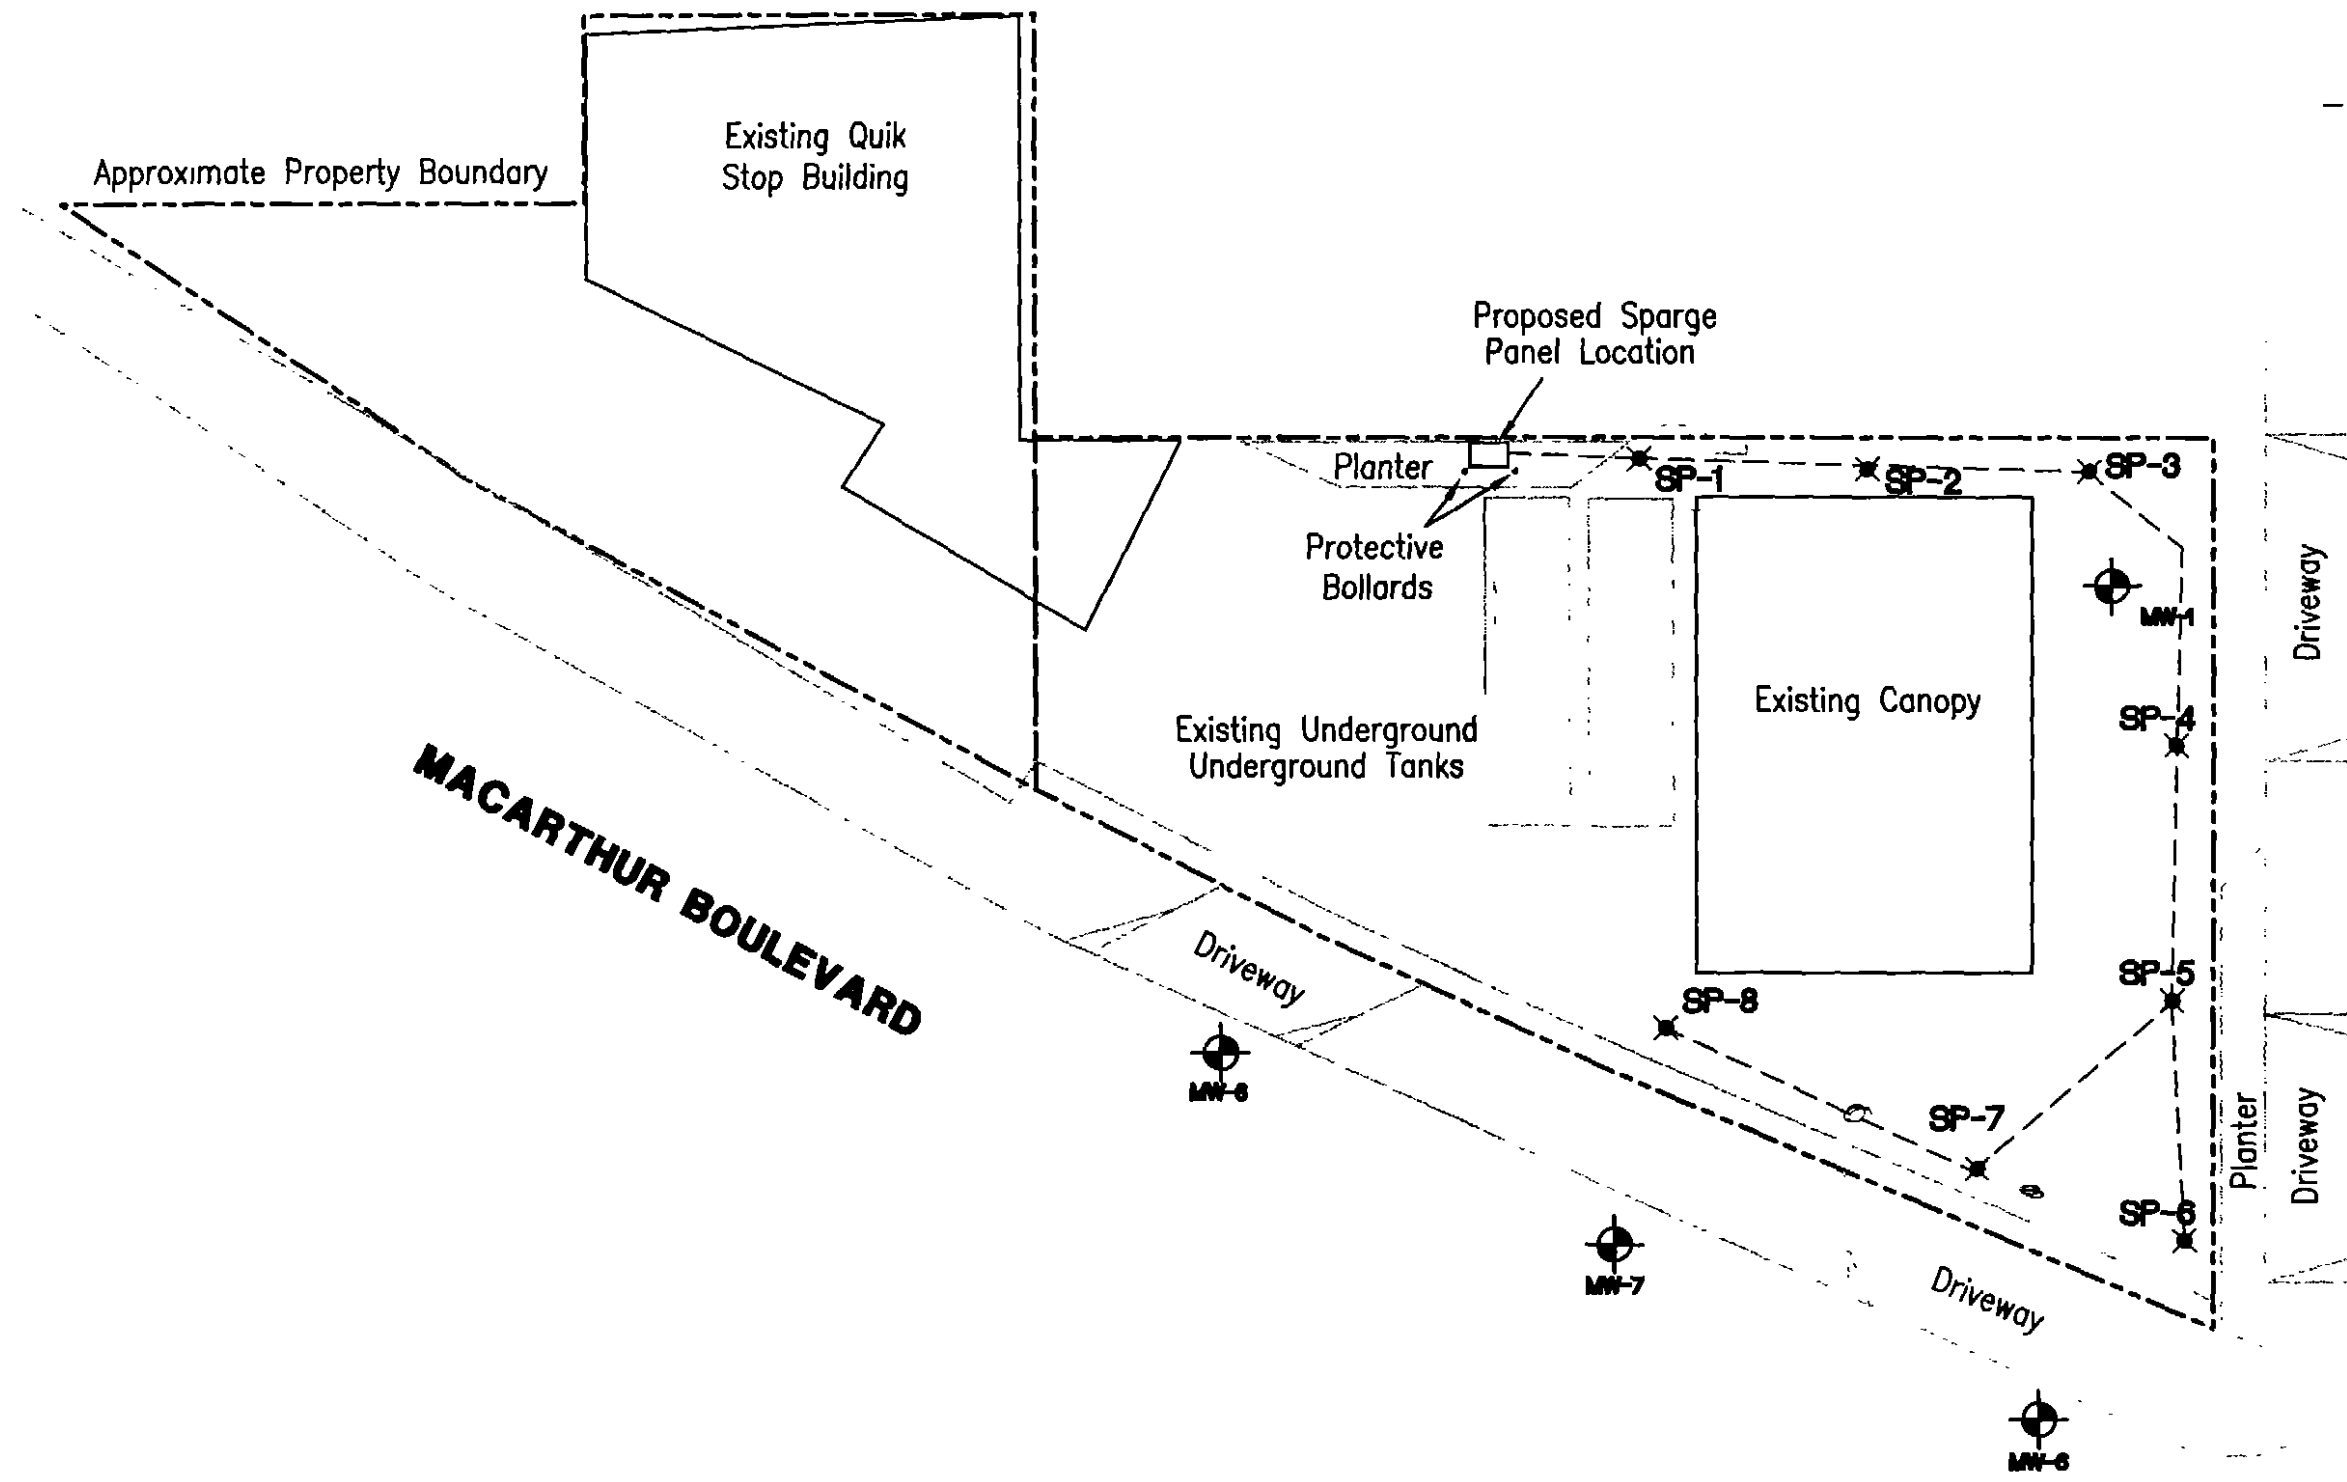 Existing Quik
Stop Building
Approximate Property Boundary
Proposed Sparge
Panel Location
Planter
SP-1
SP-2
SP-3
Protective
Bollards
Driveway
MW-1
Existing Canopy
SP-4
Existing Underground
Underground Tanks
MACARTHUR BOULEVARD
Driveway
SP-5
SP-8
SP-7
Planter
Driveway
SP-6
MW-7
Driveway